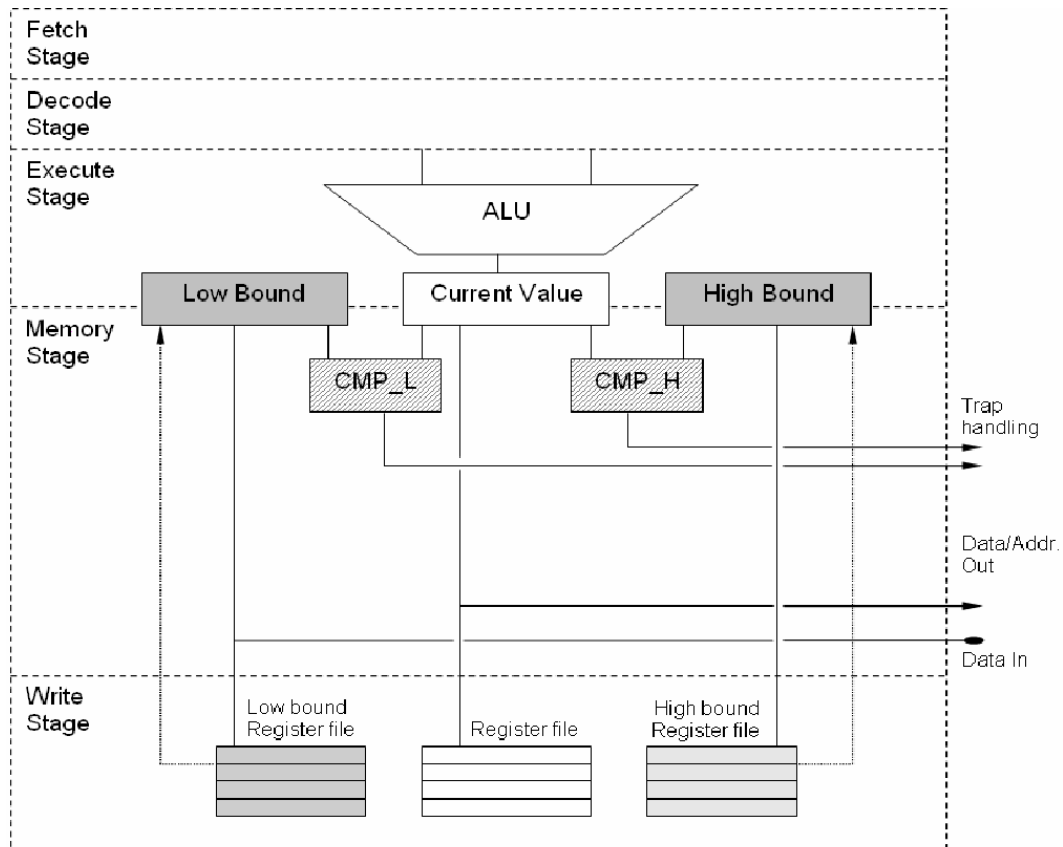 Fetch
Stage
Decode
Stage
Execute
Stage
ALU
Low Bound
Current Value
High Bound
Memory
Stage
CMP_L
CMP_H
Trap
handling
Data/Addr.
Out
Data In
Write
Stage
Low bound
Register file
Register file
High bound
Register file